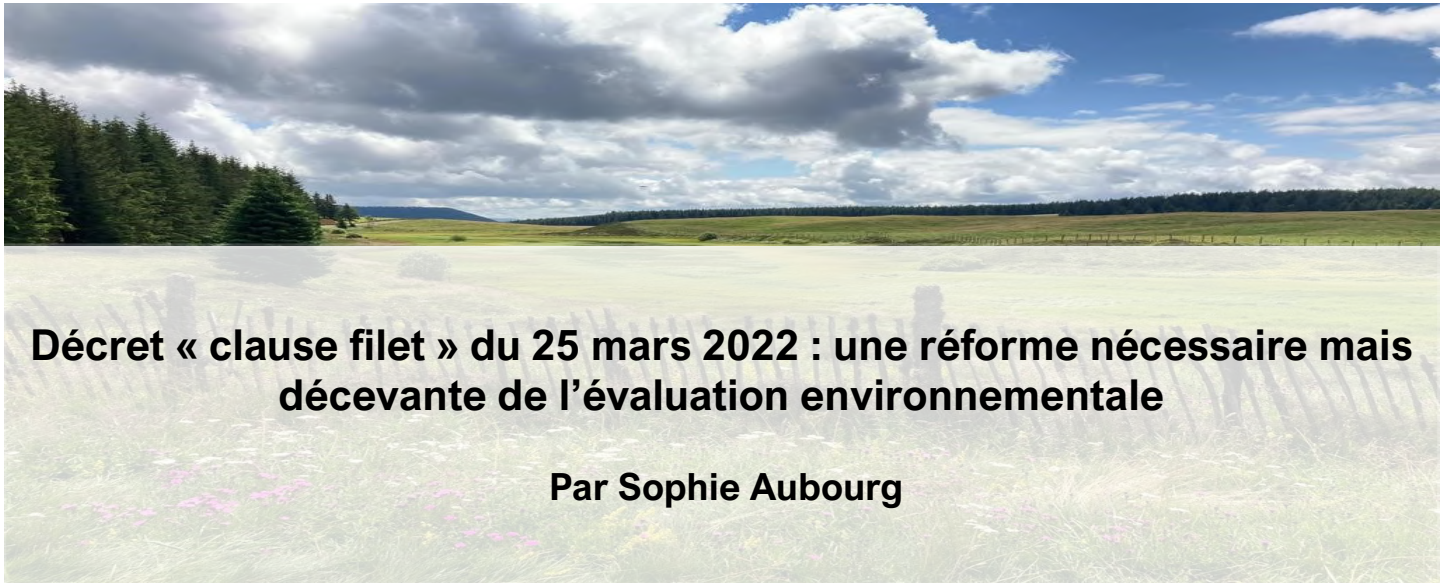 Décret « clause filet » du 25 mars 2022 : une réforme nécessaire mais
décevante de l’évaluation environnementale
Par Sophie Aubourg